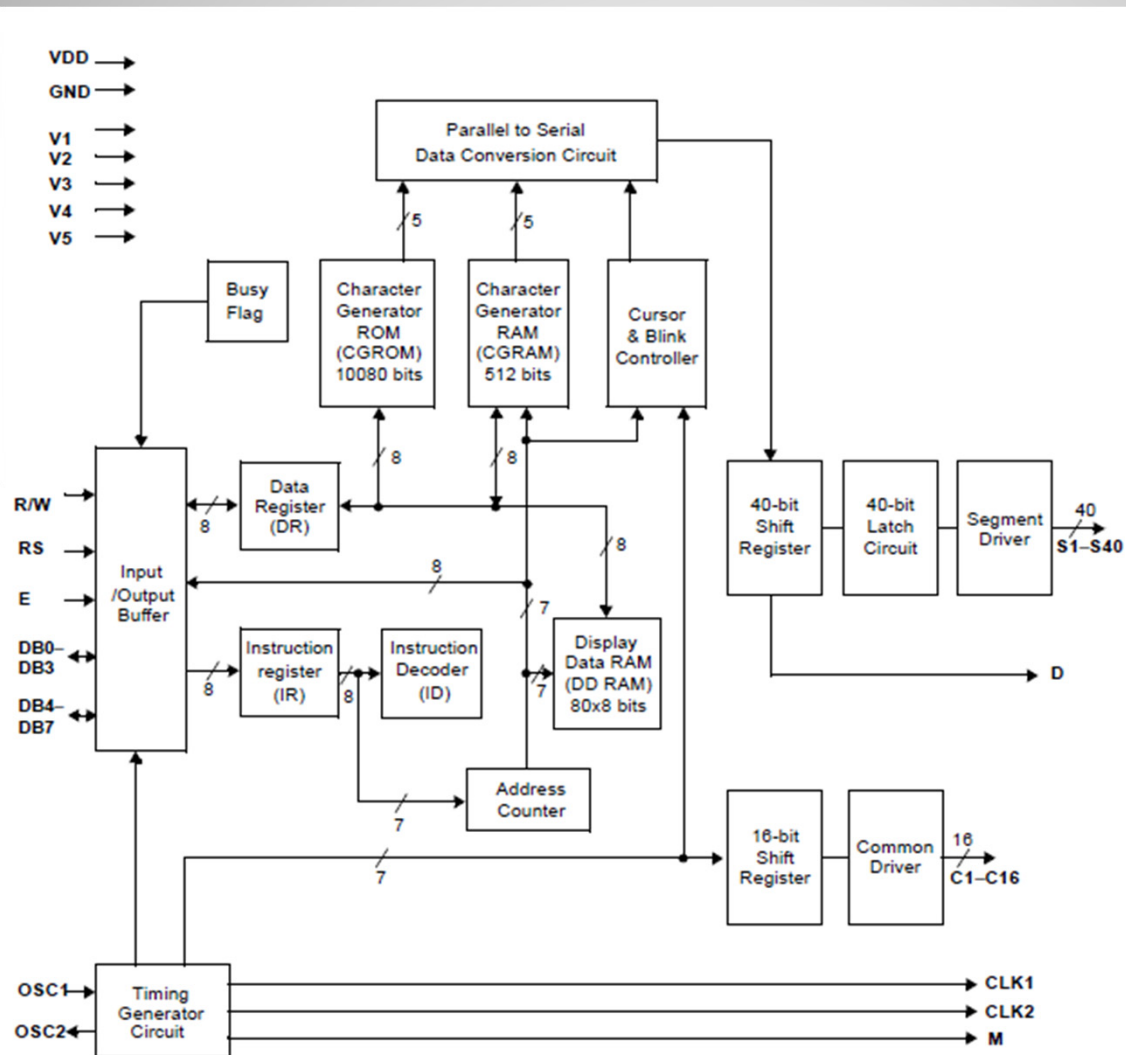 VDD
GND
V1
V2
V3
V4
V5
Parallel to Serial
Data Conversion Circuit
5
5
Busy
Flag
Character
Generator
ROM
(CGROM)
10080 bits
Character
Generator
RAM
(CGRAM)
512 bits
Cursor
& Blink
Controller
8
8
R/W
RS
E
DB0–
DB3
DB4–
DB7
Input
/Output
Buffer
8
Data
Register
(DR)
8
8
7
40-bit
Shift
Register
40-bit
Latch
Circuit
Segment
Driver
40
S1–S40
8
Instruction
register
(IR)
8
Instruction
Decoder
(ID)
7
Display
Data RAM
(DD RAM)
80x8 bits
D
7
Address
Counter
7
16-bit
Shift
Register
Common
Driver
16
C1–C16
OSC1
OSC2
Timing
Generator
Circuit
CLK1
CLK2
M